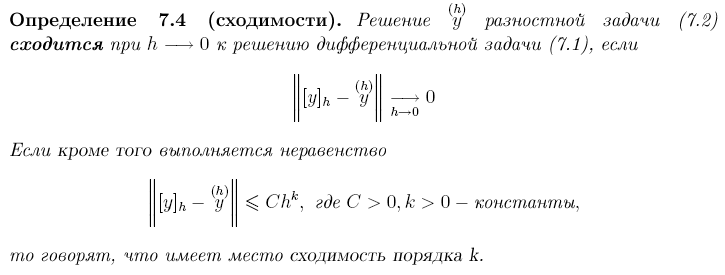 Определение 7.4 (сходимости). Решение $\overset{(h)}{y}$ разностной задачи (7.2)
сходится при $h \longrightarrow 0$ к решению дифференциальной задачи (7.1), если
$\left\| [y]_h - \overset{(h)}{y} \right\| \underset{h \to 0}{\longrightarrow} 0$
Если кроме того выполняется неравенство
$\left\| [y]_h - \overset{(h)}{y} \right\| \leqslant Ch^k$, где $C > 0, k > 0$ – константы,
то говорят, что имеет место сходимость порядка k.